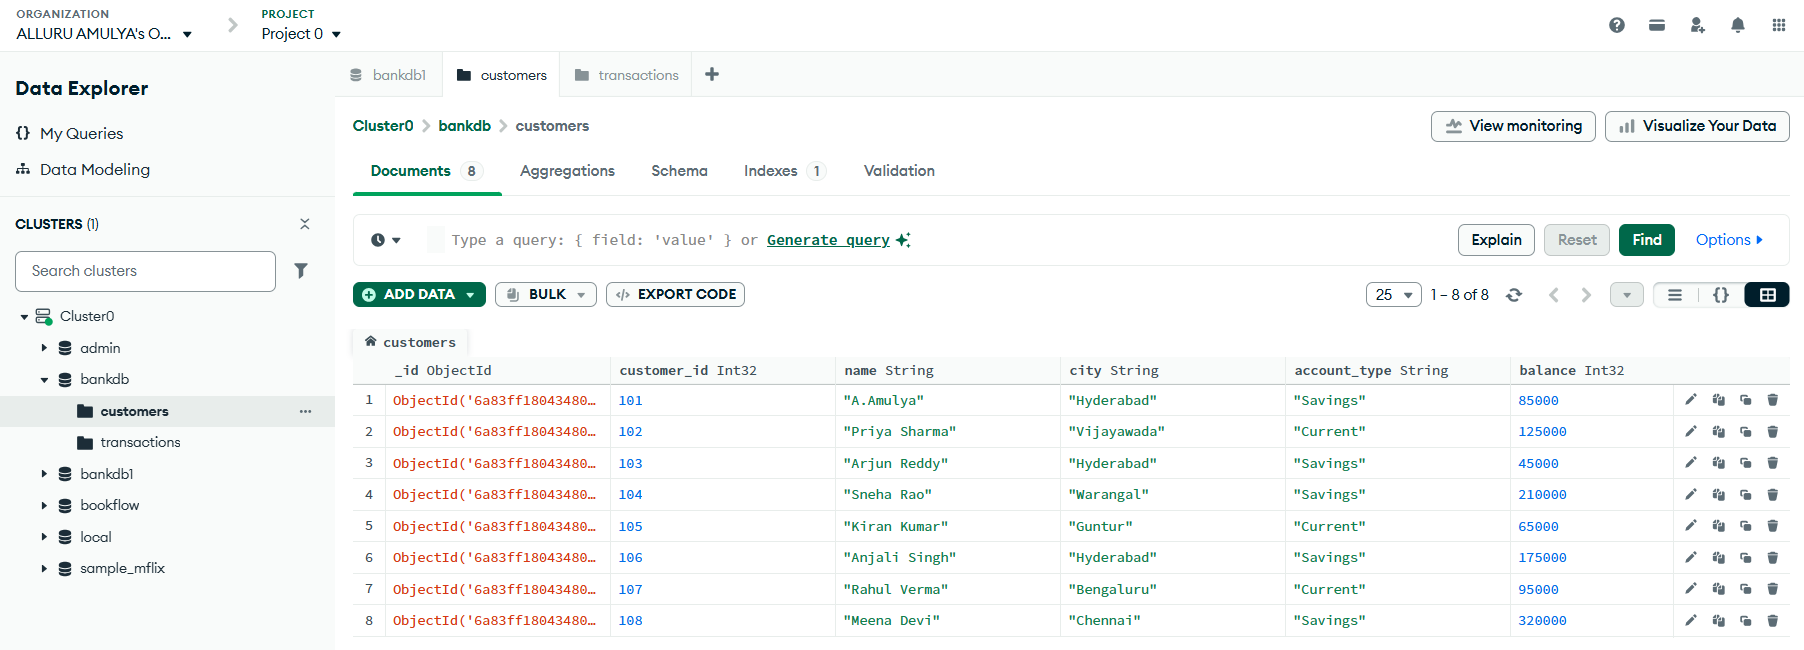 ORGANIZATION
ALLURU AMULYA's O...
PROJECT
Project 0
Data Explorer
My Queries
Data Modeling
CLUSTERS (1)
Search clusters
Cluster0
admin
bankdb
customers
transactions
bankdb1
bookflow
local
sample_mflix
bankdb1 customers transactions
Cluster0 bankdb customers
View monitoring Visualize Your Data
Documents 8 Aggregations Schema Indexes 1 Validation
Type a query: { field: 'value' } or Generate query
Explain Reset Find Options
ADD DATA BULK EXPORT CODE 25 1 – 8 of 8 {}
customers
_id ObjectId customer_id Int32 name String city String account_type String balance Int32
1 ObjectId('6a83ff18043480… 101 "A.Amulya" "Hyderabad" "Savings" 85000
2 ObjectId('6a83ff18043480… 102 "Priya Sharma" "Vijayawada" "Current" 125000
3 ObjectId('6a83ff18043480… 103 "Arjun Reddy" "Hyderabad" "Savings" 45000
4 ObjectId('6a83ff18043480… 104 "Sneha Rao" "Warangal" "Savings" 210000
5 ObjectId('6a83ff18043480… 105 "Kiran Kumar" "Guntur" "Current" 65000
6 ObjectId('6a83ff18043480… 106 "Anjali Singh" "Hyderabad" "Savings" 175000
7 ObjectId('6a83ff18043480… 107 "Rahul Verma" "Bengaluru" "Current" 95000
8 ObjectId('6a83ff18043480… 108 "Meena Devi" "Chennai" "Savings" 320000